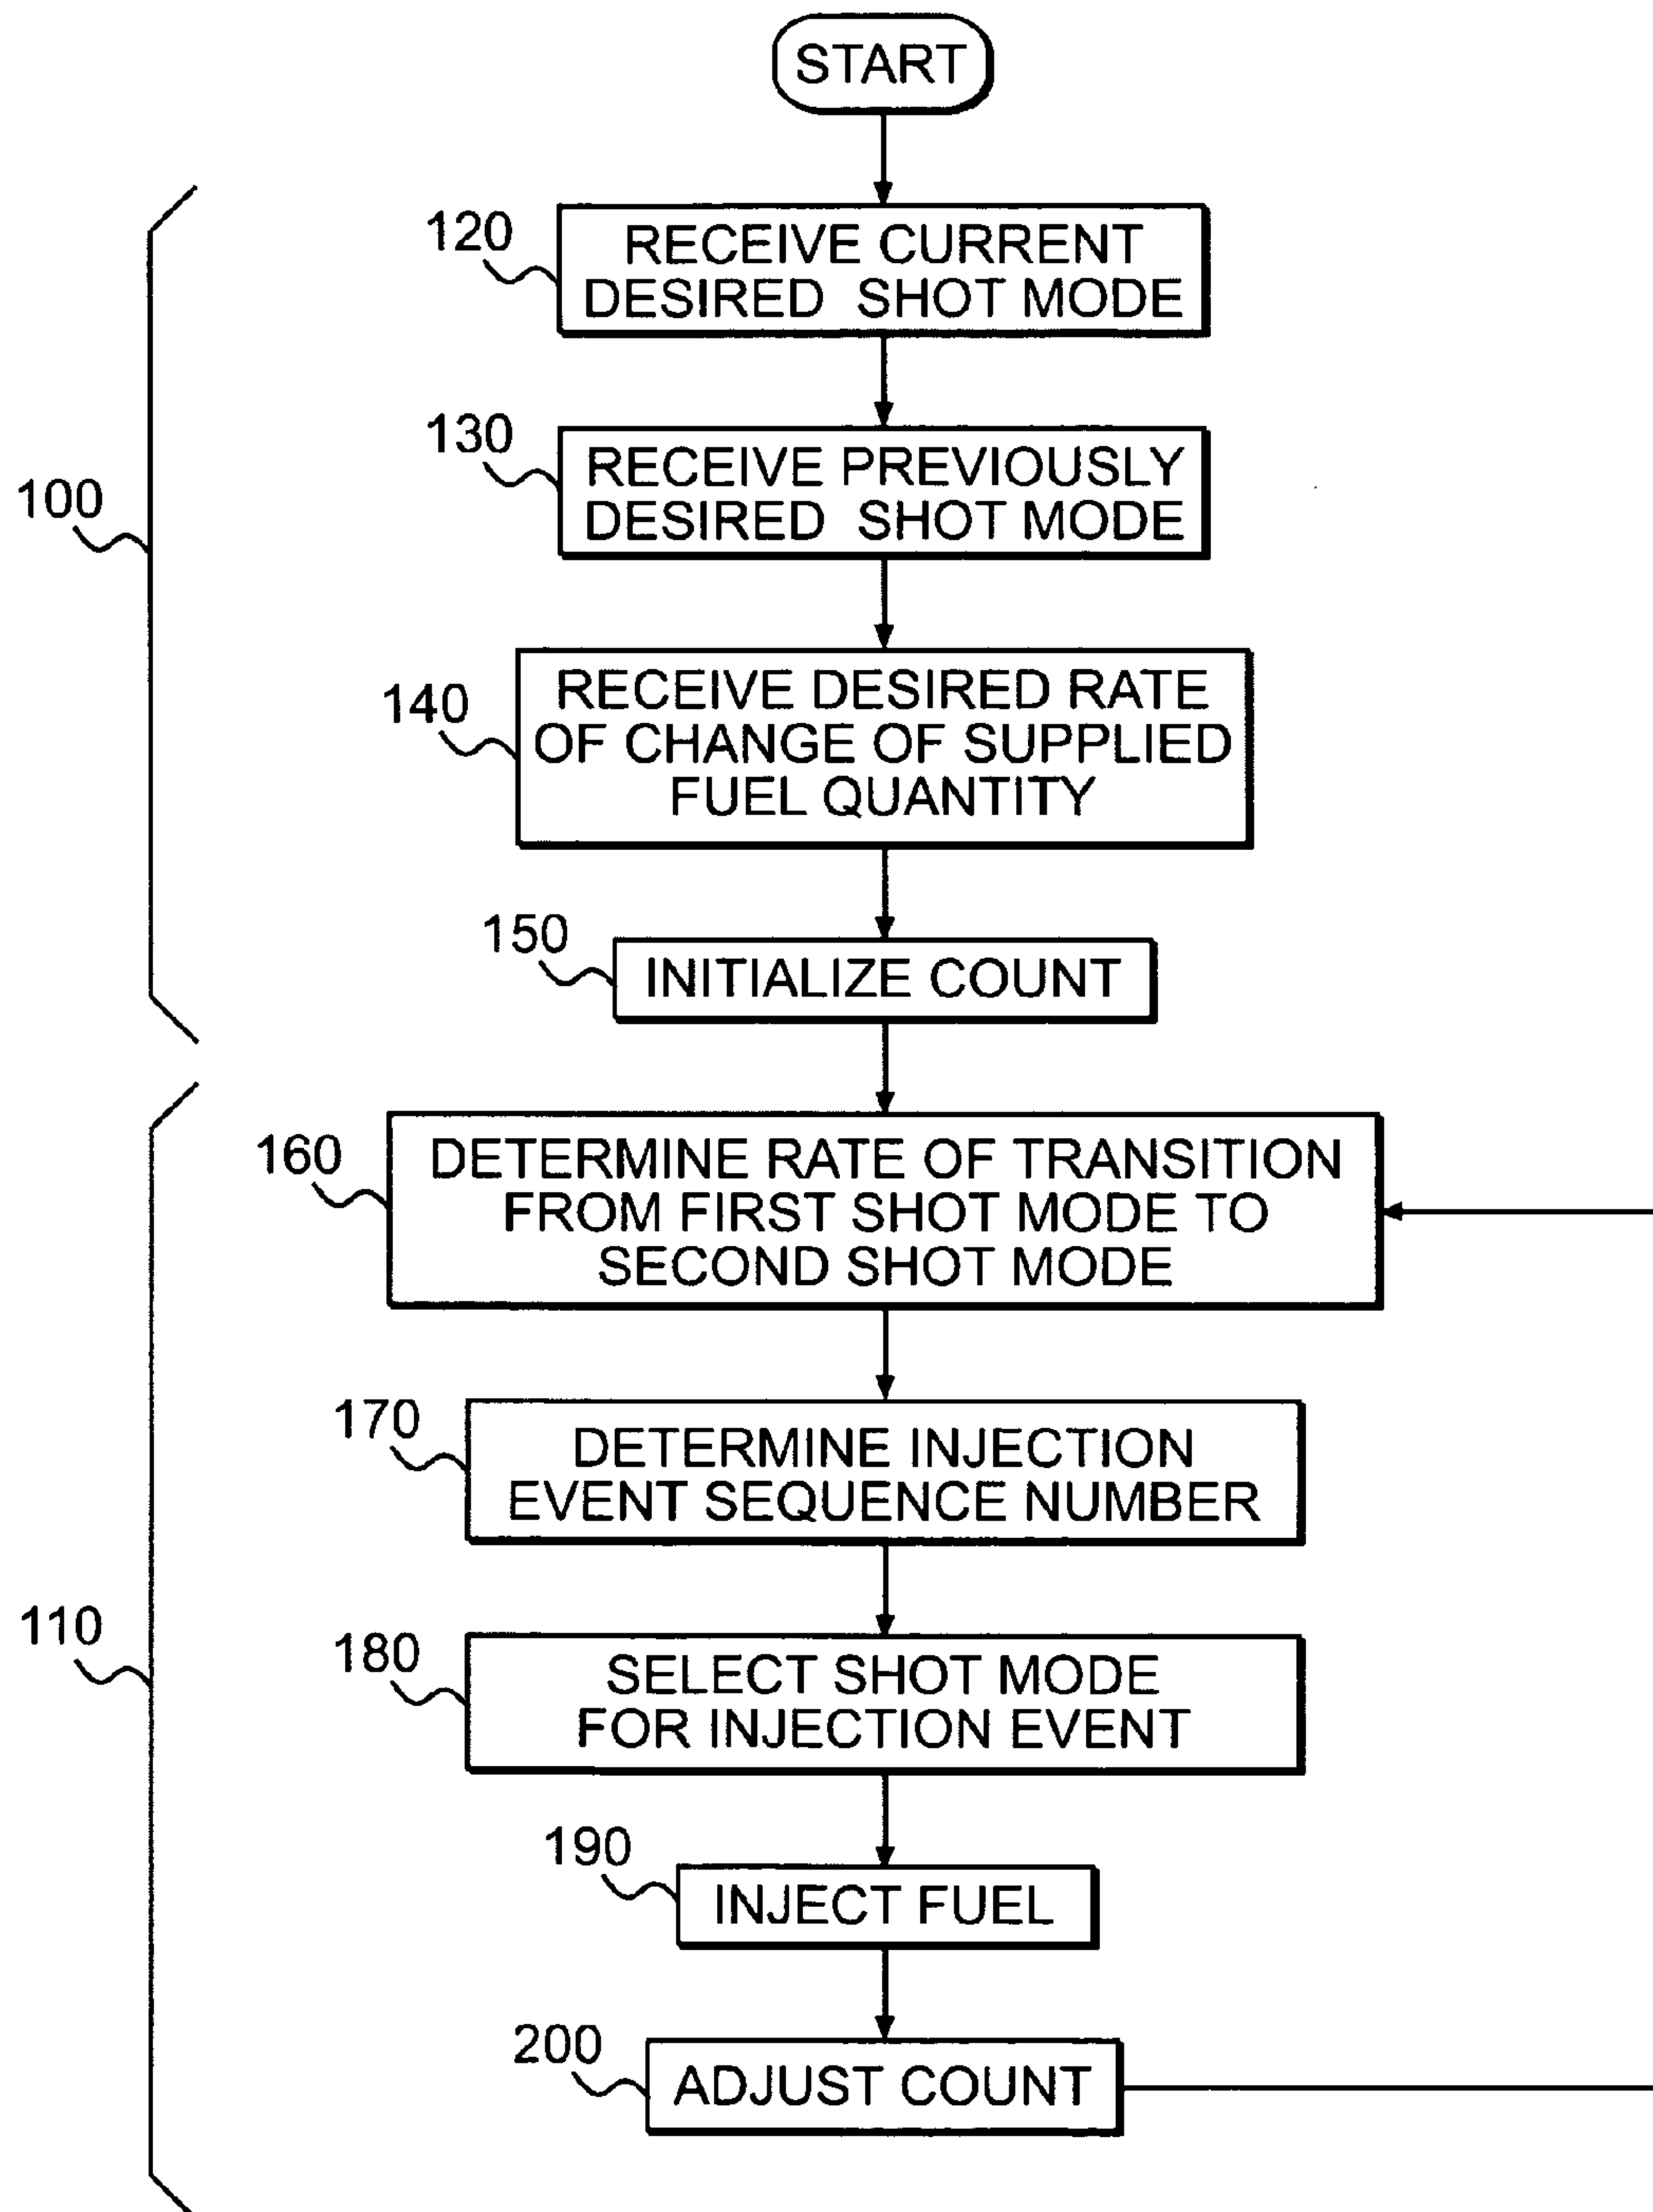 START
120
RECEIVE CURRENT
DESIRED SHOT MODE
130
RECEIVE PREVIOUSLY
DESIRED SHOT MODE
100
140
RECEIVE DESIRED RATE
OF CHANGE OF SUPPLIED
FUEL QUANTITY
150
INITIALIZE COUNT
160
DETERMINE RATE OF TRANSITION
FROM FIRST SHOT MODE TO
SECOND SHOT MODE
170
DETERMINE INJECTION
EVENT SEQUENCE NUMBER
110
180
SELECT SHOT MODE
FOR INJECTION EVENT
190
INJECT FUEL
200
ADJUST COUNT